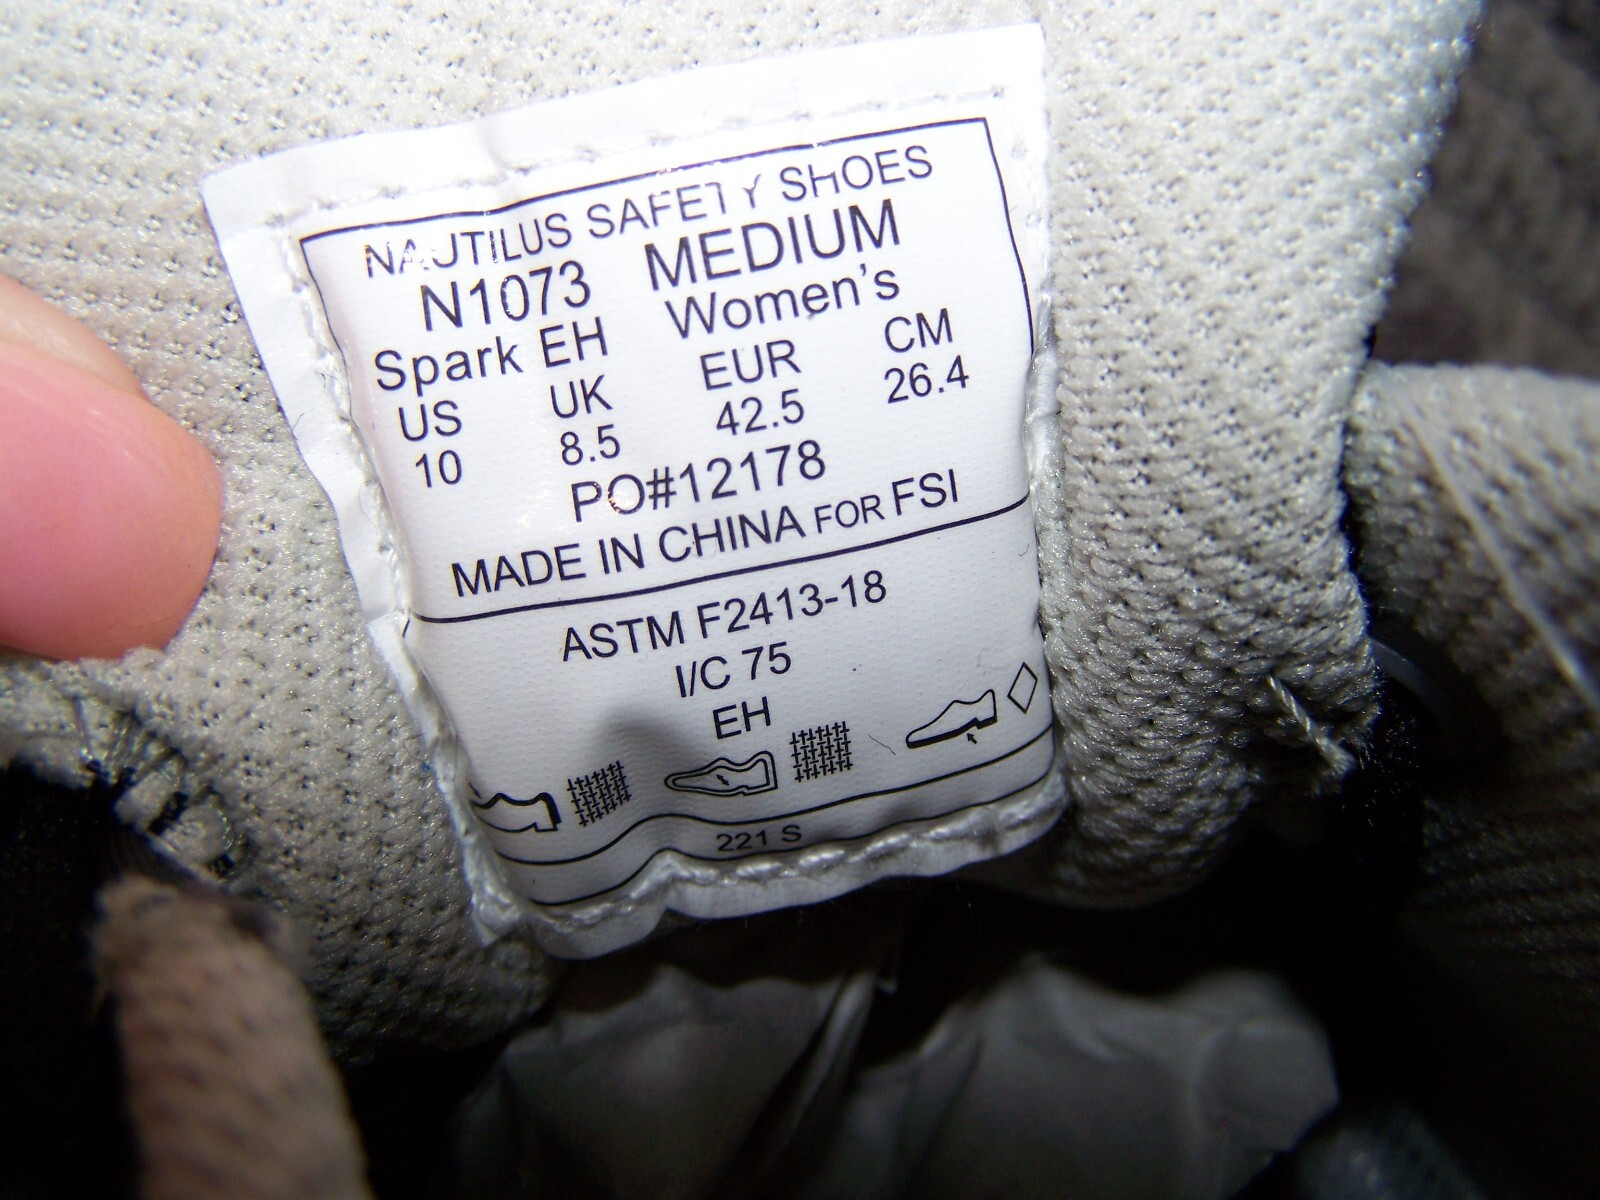 NAUTILUS SAFETY SHOES
N1073 MEDIUM
Spark EH Women's
US UK EUR CM
10 8.5 42.5 26.4
PO#12178
MADE IN CHINA FOR FSI
ASTM F2413-18
I/C 75
EH
221 S